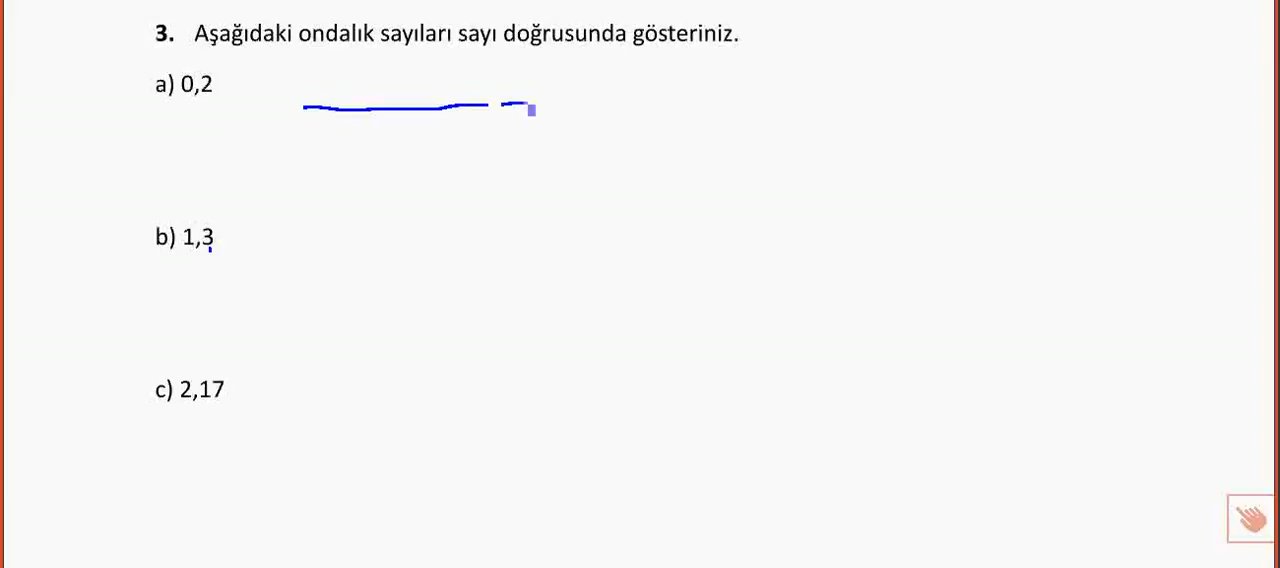 3. Aşağıdaki ondalık sayıları sayı doğrusunda gösteriniz.
a) 0,2
b) 1,3
c) 2,17